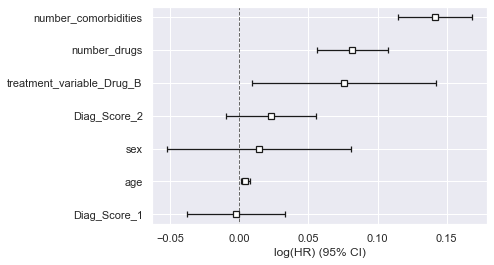 number_comorbidities
number_drugs
treatment_variable_Drug_B
Diag_Score_2
sex
age
Diag_Score_1
−0.05 0.00 0.05 0.10 0.15
log(HR) (95% CI)